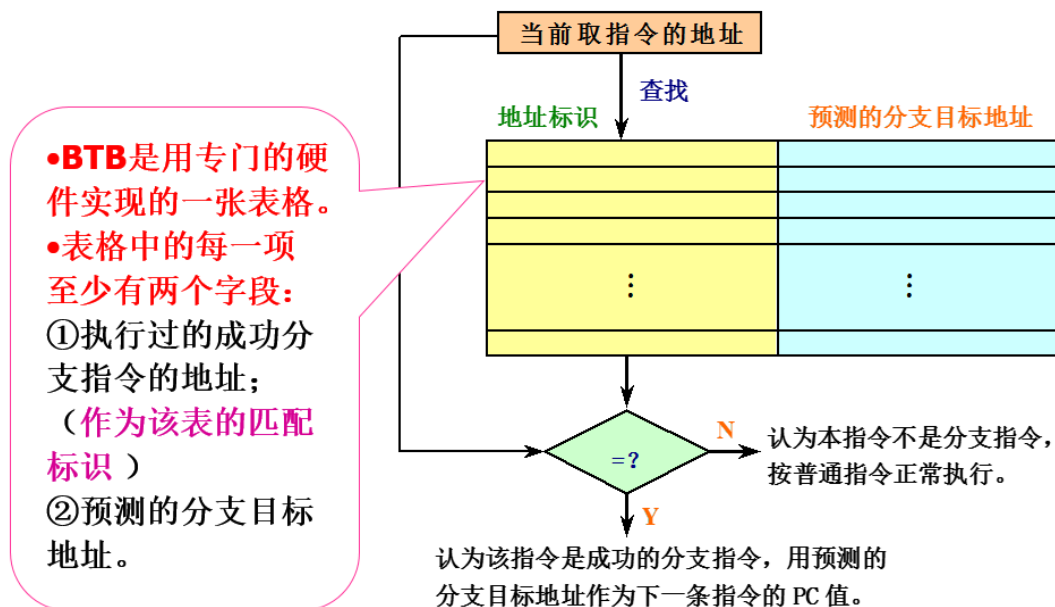 当前取指令的地址
查找
地址标识
预测的分支目标地址
•BTB是用专门的硬
件实现的一张表格。
•表格中的每一项
至少有两个字段：
①执行过的成功分
支指令的地址；
（作为该表的匹配
标识 ）
②预测的分支目标
地址。
⋮
⋮
=?
N
认为本指令不是分支指令，
按普通指令正常执行。
Y
认为该指令是成功的分支指令，用预测的
分支目标地址作为下一条指令的 PC 值。